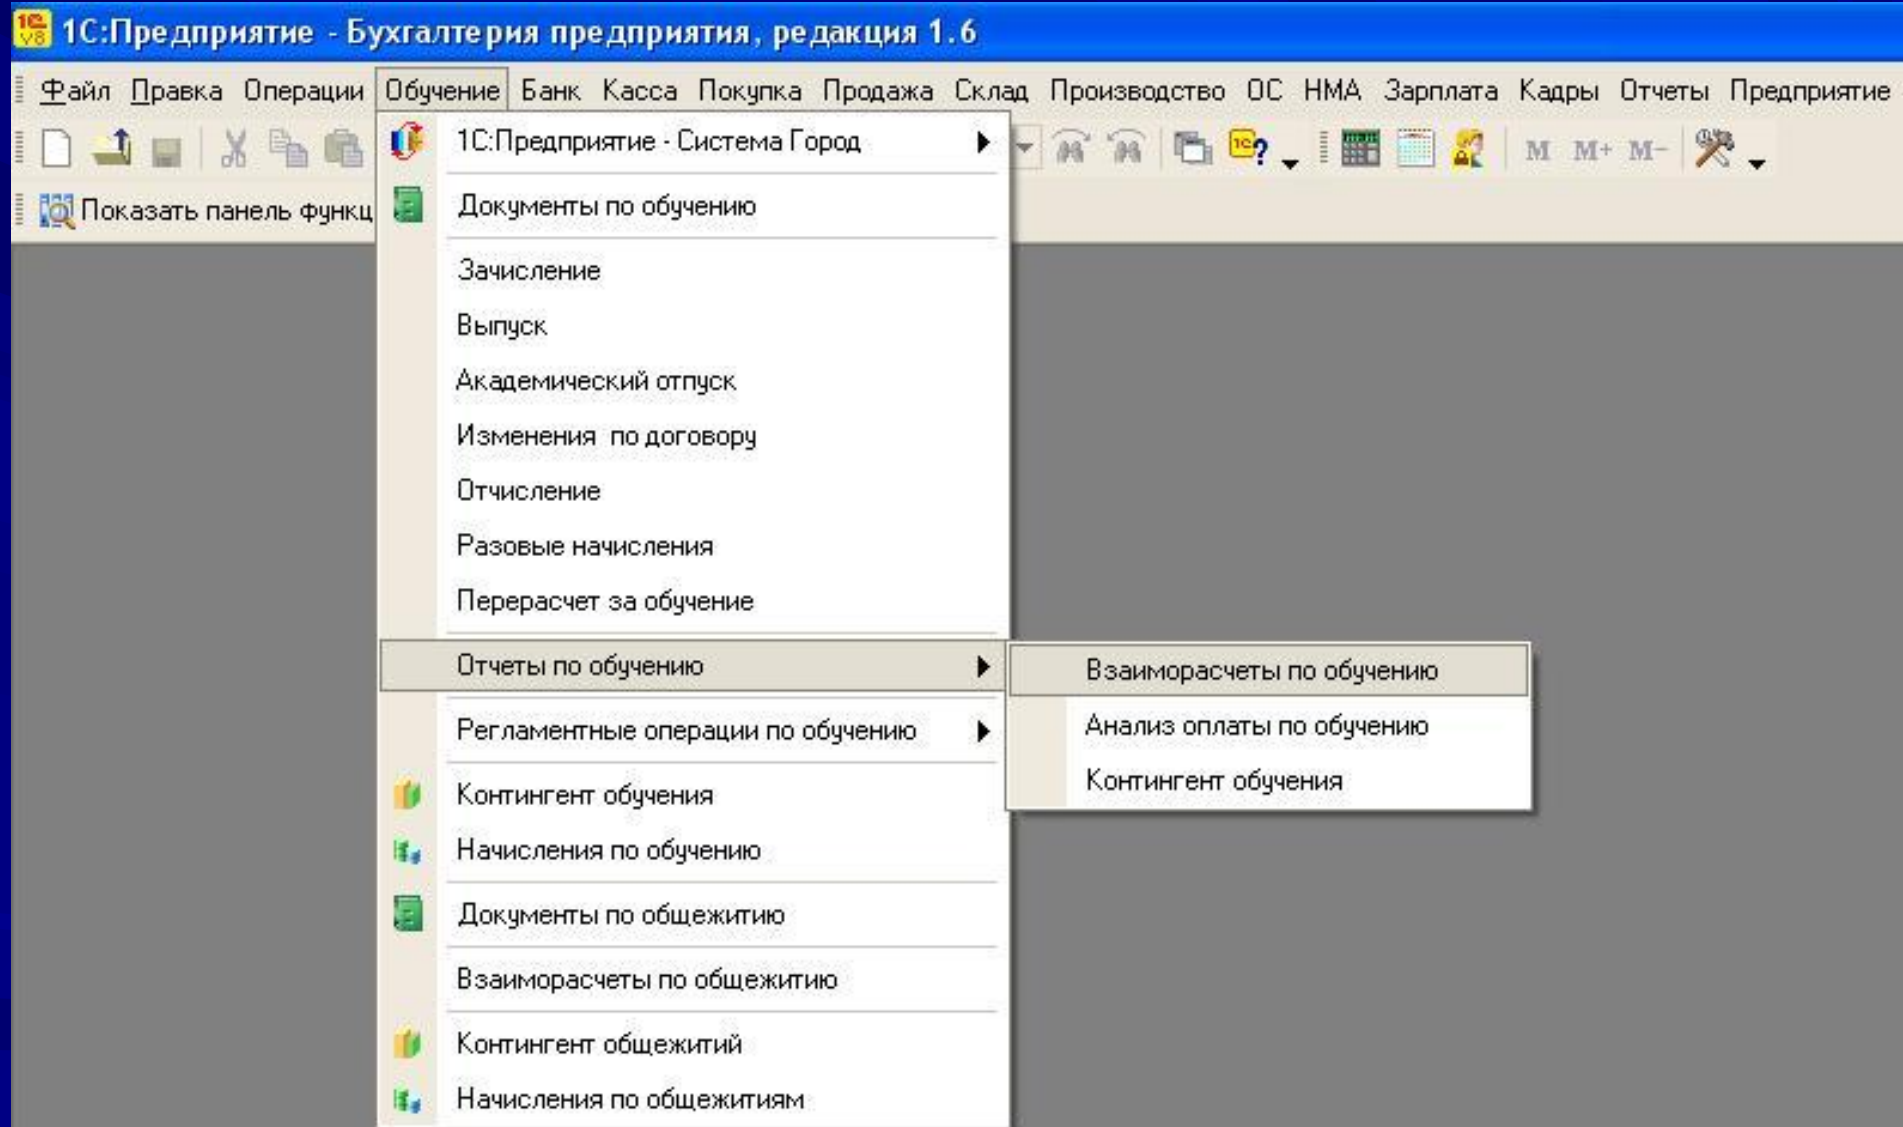 1С:Предприятие - Бухгалтерия предприятия, редакция 1.6
Файл Правка Операции Обучение Банк Касса Покупка Продажа Склад Производство ОС НМА Зарплата Кадры Отчеты Предприятие
M M+ M-
Показать панель функц
1С:Предприятие - Система Город
Документы по обучению
Зачисление
Выпуск
Академический отпуск
Изменения по договору
Отчисление
Разовые начисления
Перерасчет за обучение
Отчеты по обучению
Взаиморасчеты по обучению
Анализ оплаты по обучению
Контингент обучения
Регламентные операции по обучению
Контингент обучения
Начисления по обучению
Документы по общежитию
Взаиморасчеты по общежитию
Контингент общежитий
Начисления по общежитиям